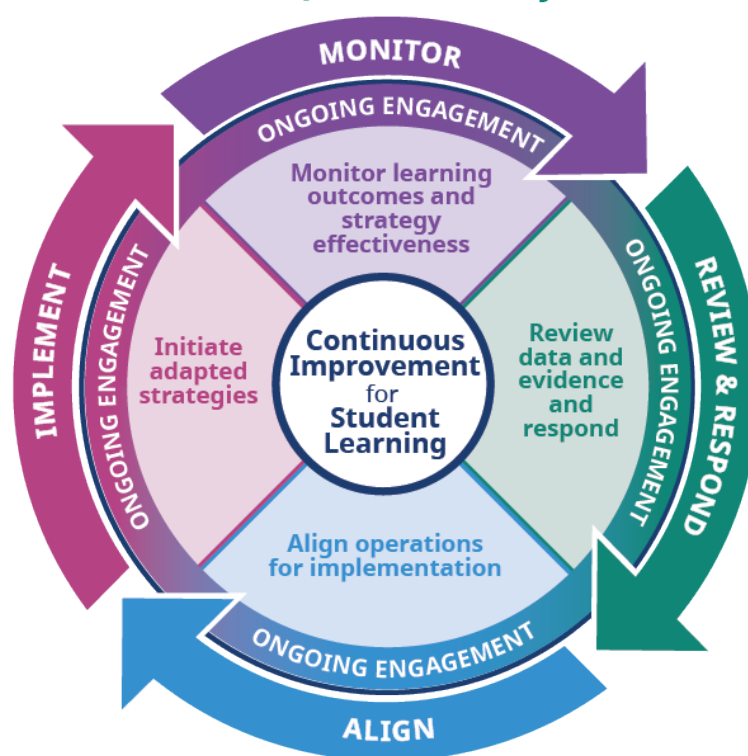 MONITOR
ONGOING ENGAGEMENT
Monitor learning
outcomes and
strategy
effectiveness
REVIEW & RESPOND
ONGOING ENGAGEMENT
Review
data and
evidence
and
respond
ALIGN
ONGOING ENGAGEMENT
Align operations
for implementation
IMPLEMENT
ONGOING ENGAGEMENT
Initiate
adapted
strategies
Continuous
Improvement
for
Student
Learning